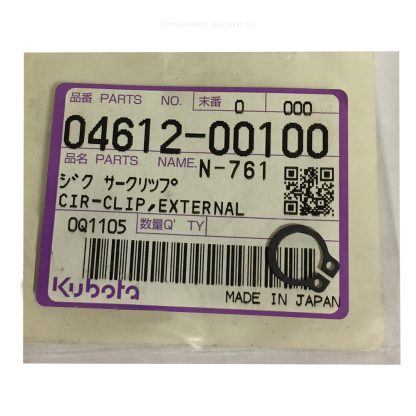 品番 PARTS NO. 末番 0 000
04612-00100
品名 PARTS NAME. N-761
ジク サークリップ
CIR-CLIP,EXTERNAL
0Q1105 数量Q' TY
Kubota
MADE IN JAPAN